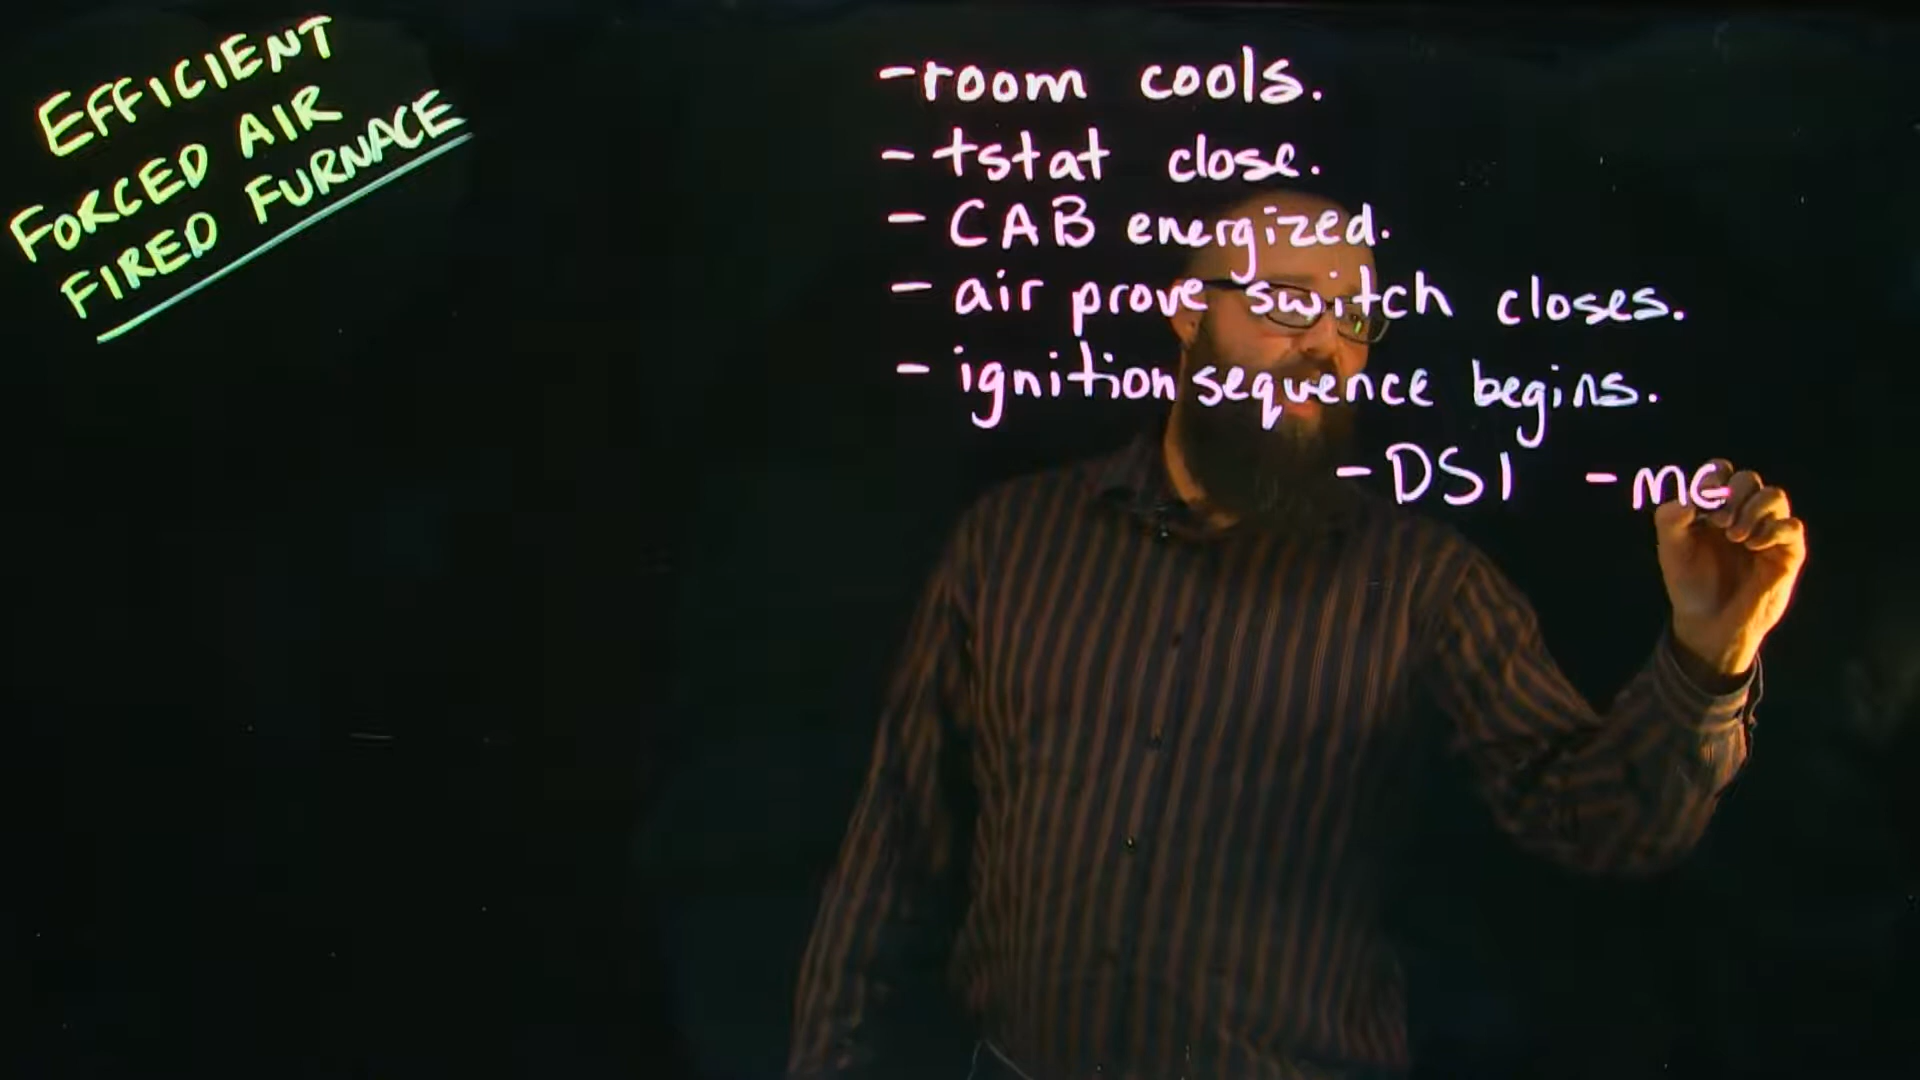 EFFICIENT
FORCED AIR
FIRED FURNACE
- room cools.
- tstat close.
- CAB energized.
- air prove switch closes.
- ignition sequence begins.
- DSI - me